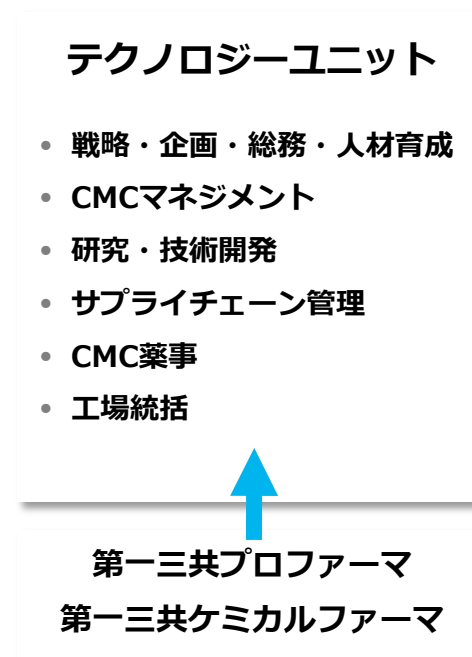 テクノロジーユニット
• 戦略・企画・総務・人材育成
• CMCマネジメント
• 研究・技術開発
• サプライチェーン管理
• CMC薬事
• 工場統括
第一三共プロファーマ
第一三共ケミカルファーマ